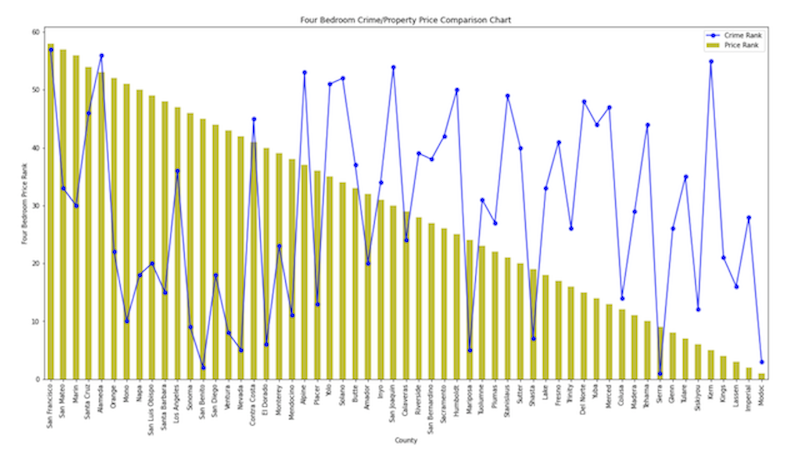 Four Bedroom Crime/Property Price Comparison Chart
Crime Rank
Price Rank
Four Bedroom Price Rank
60
50
40
30
20
10
0
San Francisco
San Mateo
Marin
Santa Cruz
Alameda
Orange
Mono
Napa
San Luis Obispo
Santa Barbara
Los Angeles
Sonoma
San Benito
San Diego
Ventura
Nevada
Contra Costa
El Dorado
Monterey
Mendocino
Alpine
Placer
Yolo
Solano
Butte
Amador
Inyo
San Joaquin
Calaveras
Riverside
San Bernardino
Sacramento
Humboldt
Mariposa
Tuolumne
Plumas
Stanislaus
Sutter
Shasta
Lake
Fresno
Trinity
Del Norte
Yuba
Merced
Colusa
Madera
Tehama
Sierra
Glenn
Tulare
Siskiyou
Kern
Kings
Lassen
Imperial
Modoc
County